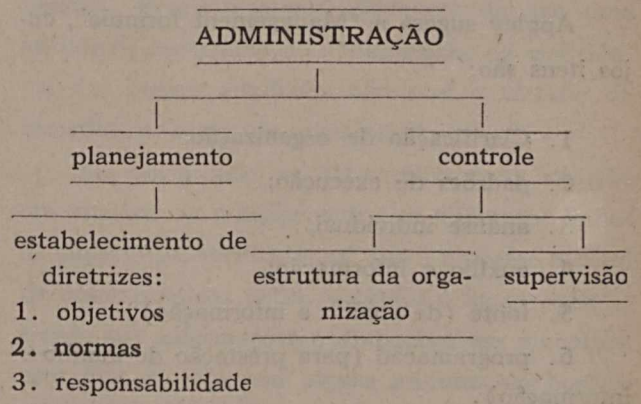 ADMINISTRAÇÃO
planejamento
controle
estabelecimento de
diretrizes:
1. objetivos
2. normas
3. responsabilidade
estrutura da orga-
nização
supervisão